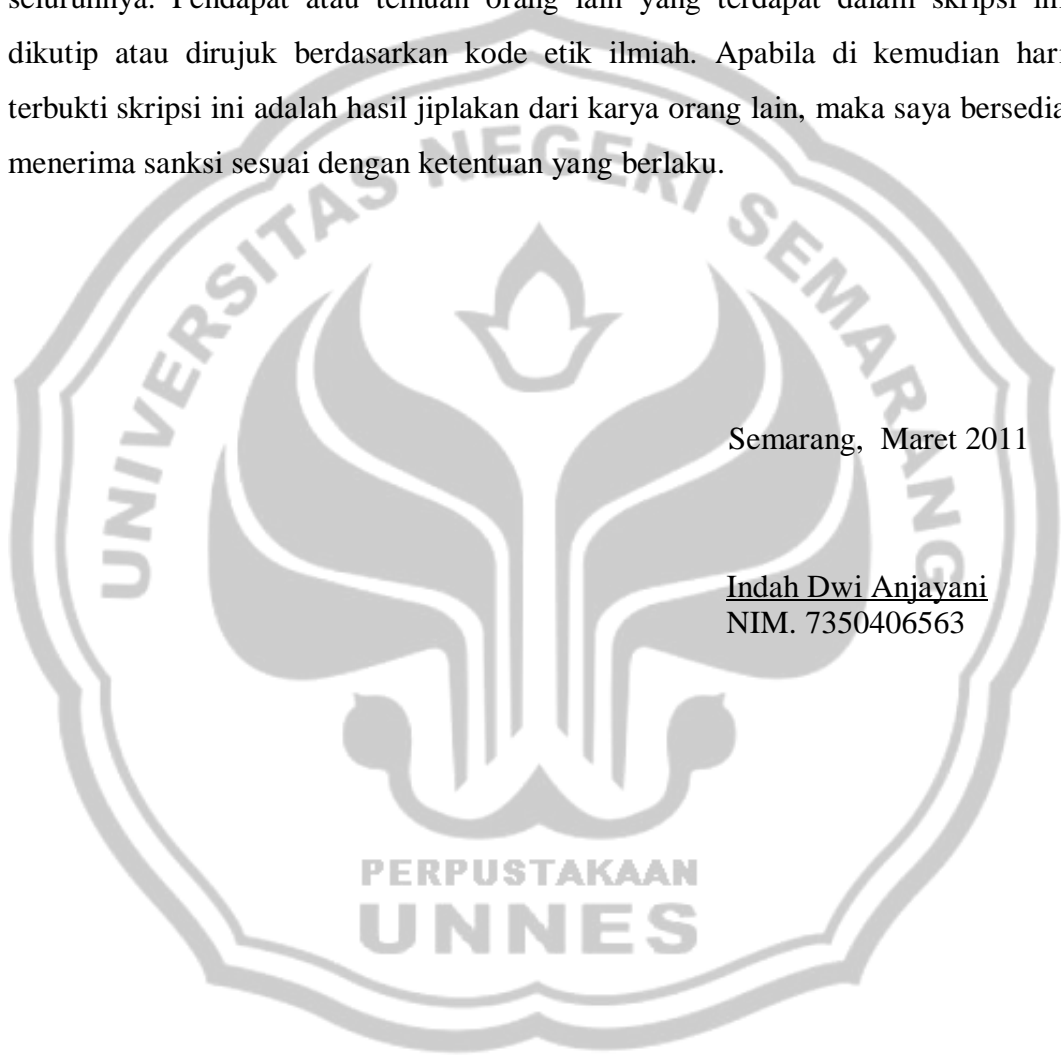 seluruhnya. Pendapat atau temuan orang lain yang terdapat dalam skripsi ini
dikutip atau dirujuk berdasarkan kode etik ilmiah. Apabila di kemudian hari
terbukti skripsi ini adalah hasil jiplakan dari karya orang lain, maka saya bersedia
menerima sanksi sesuai dengan ketentuan yang berlaku.
UNIVERSITAS NEGERI SEMARANG
Semarang, Maret 2011
Indah Dwi Anjayani
NIM. 7350406563
PERPUSTAKAAN
UNNES